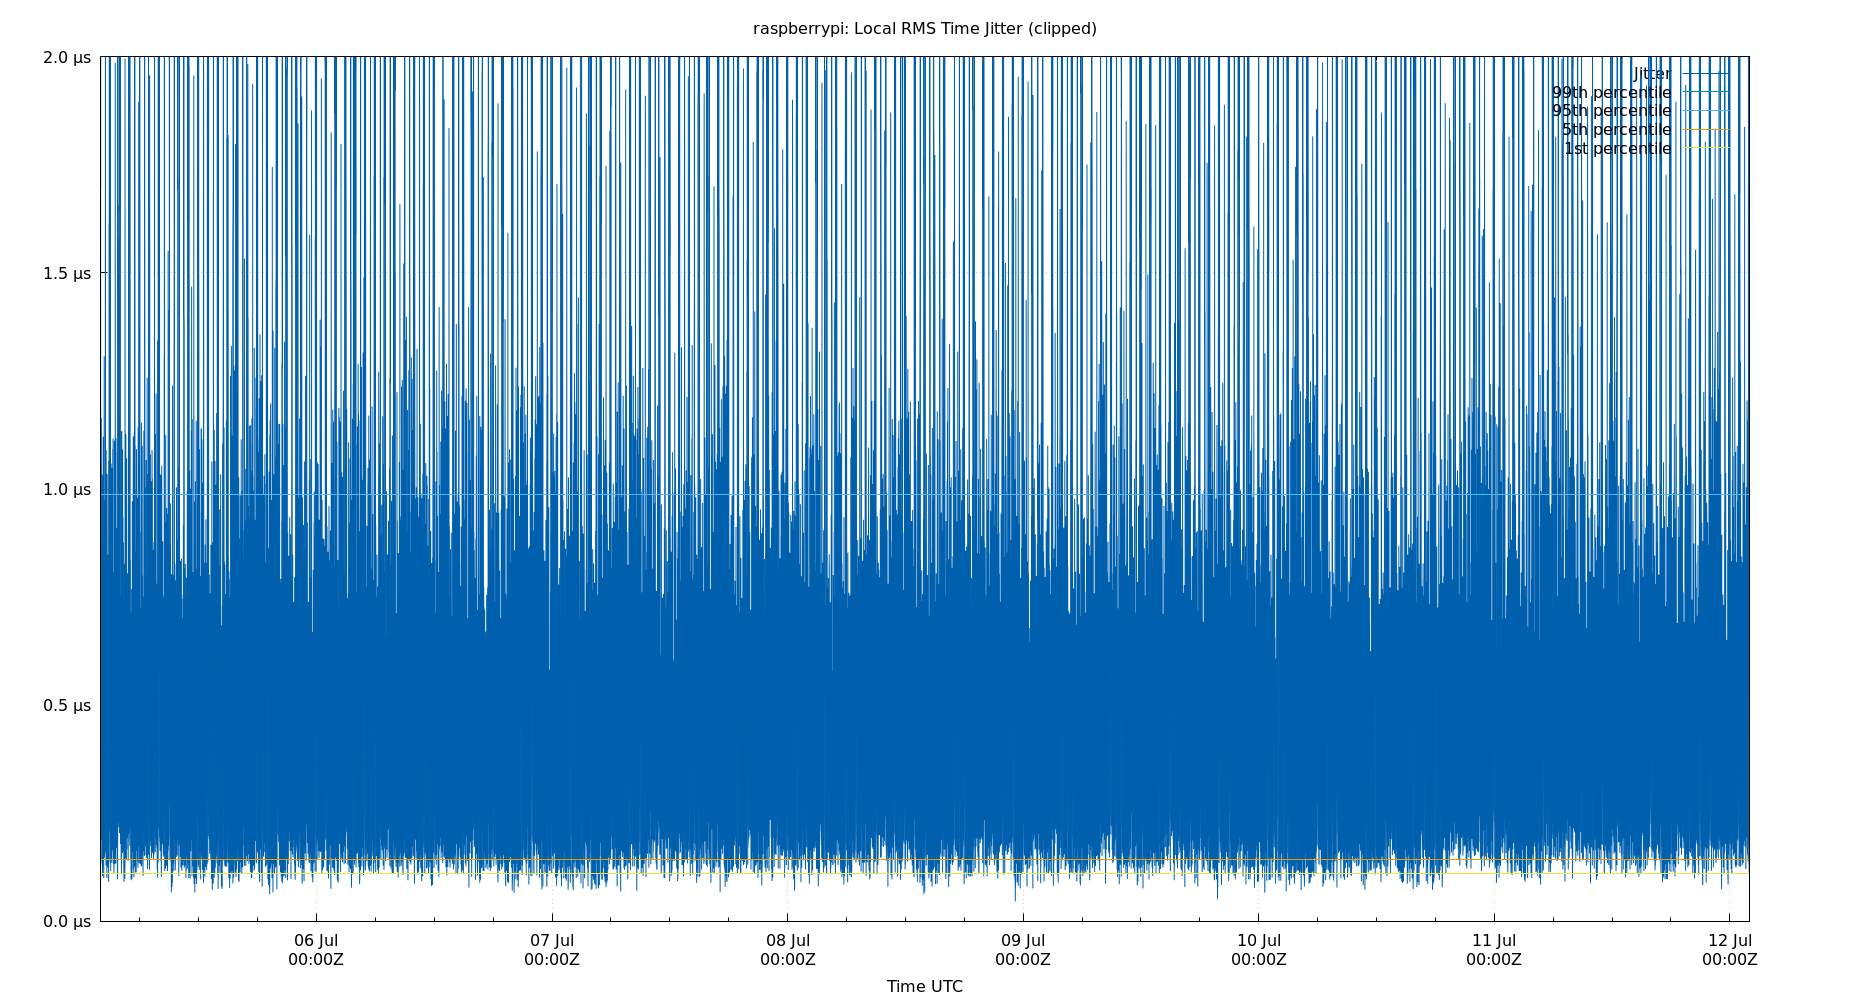 raspberrypi: Local RMS Time Jitter (clipped)
2.0 µs
Jitter
99th percentile
95th percentile
5th percentile
1st percentile
1.5 µs
1.0 µs
0.5 µs
0.0 µs
06 Jul 07 Jul 08 Jul 09 Jul 10 Jul 11 Jul 12 Jul
00:00Z 00:00Z 00:00Z 00:00Z 00:00Z 00:00Z 00:00Z
Time UTC